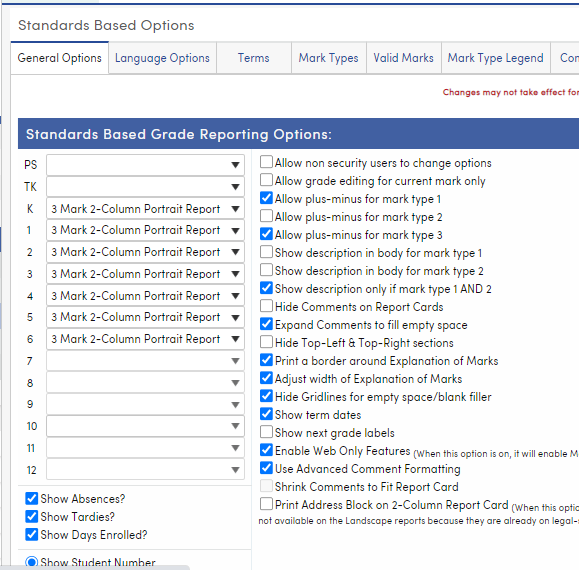 Standards Based Options
General Options Language Options Terms Mark Types Valid Marks Mark Type Legend
Changes may not take effect for
Standards Based Grade Reporting Options:
PS
TK
K 3 Mark 2-Column Portrait Report
1 3 Mark 2-Column Portrait Report
2 3 Mark 2-Column Portrait Report
3 3 Mark 2-Column Portrait Report
4 3 Mark 2-Column Portrait Report
5 3 Mark 2-Column Portrait Report
6 3 Mark 2-Column Portrait Report
7
8
9
10
11
12
Show Absences?
Show Tardies?
Show Days Enrolled?
Show Student Number
Allow non security users to change options
Allow grade editing for current mark only
Allow plus-minus for mark type 1
Allow plus-minus for mark type 2
Allow plus-minus for mark type 3
Show description in body for mark type 1
Show description in body for mark type 2
Show description only if mark type 1 AND 2
Hide Comments on Report Cards
Expand Comments to fill empty space
Hide Top-Left & Top-Right sections
Print a border around Explanation of Marks
Adjust width of Explanation of Marks
Hide Gridlines for empty space/blank filler
Show term dates
Show next grade labels
Enable Web Only Features (When this option is on, it will enable M
Use Advanced Comment Formatting
Shrink Comments to Fit Report Card
Print Address Block on 2-Column Report Card (When this optio
not available on the Landscape reports because they are already on legal-